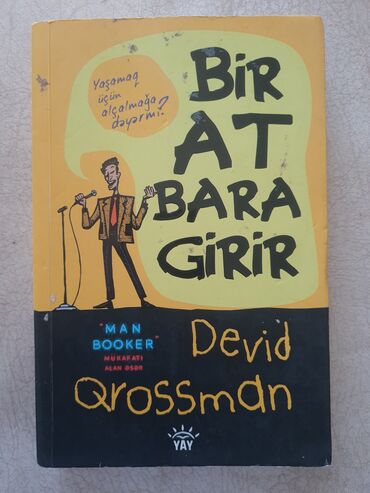 Yaşamaq
üçün
alçalmağa
dəyərmi?
BiR
AT
BARA
GiRiR
"MAN
BOOKER"
MÜKAFATI
ALAN ƏSƏR
Devid
Qrossman
YAY